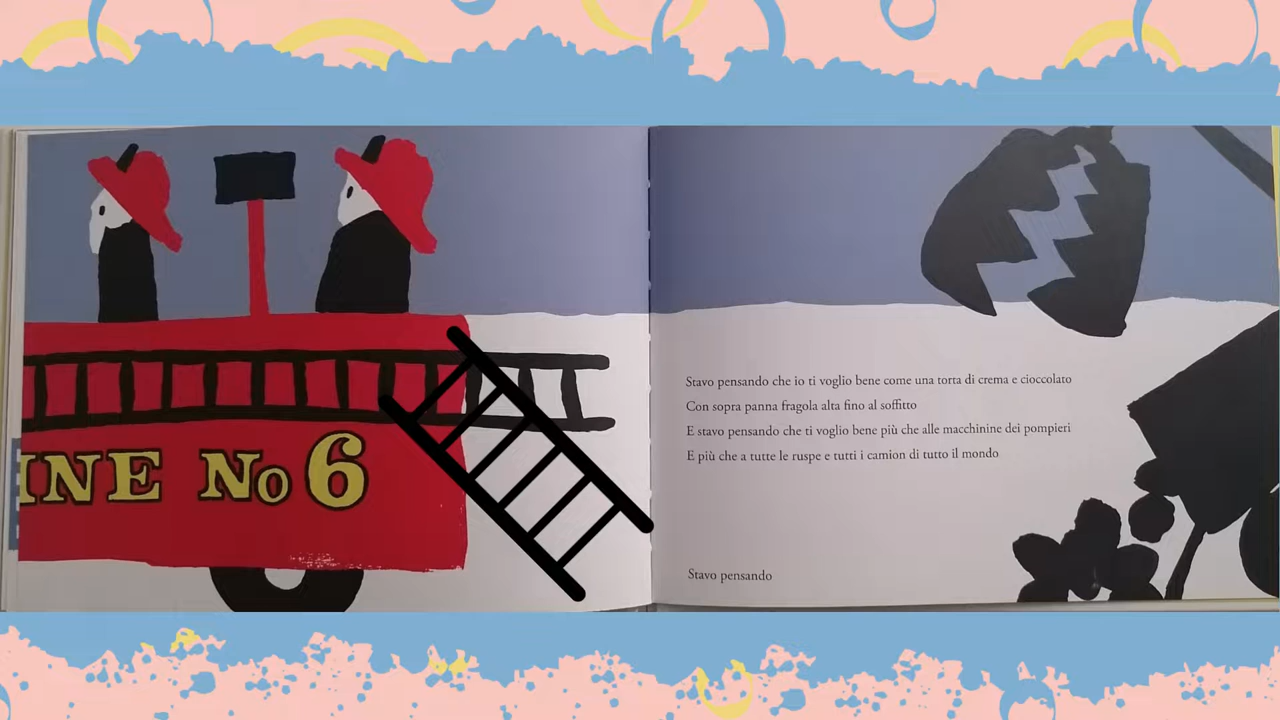 INE No 6
Stavo pensando che io ti voglio bene come una torta di crema e cioccolato
Con sopra panna fragola alta fino al soffitto
E stavo pensando che ti voglio bene più che alle macchinine dei pompieri
E più che a tutte le ruspe e tutti i camion di tutto il mondo
Stavo pensando